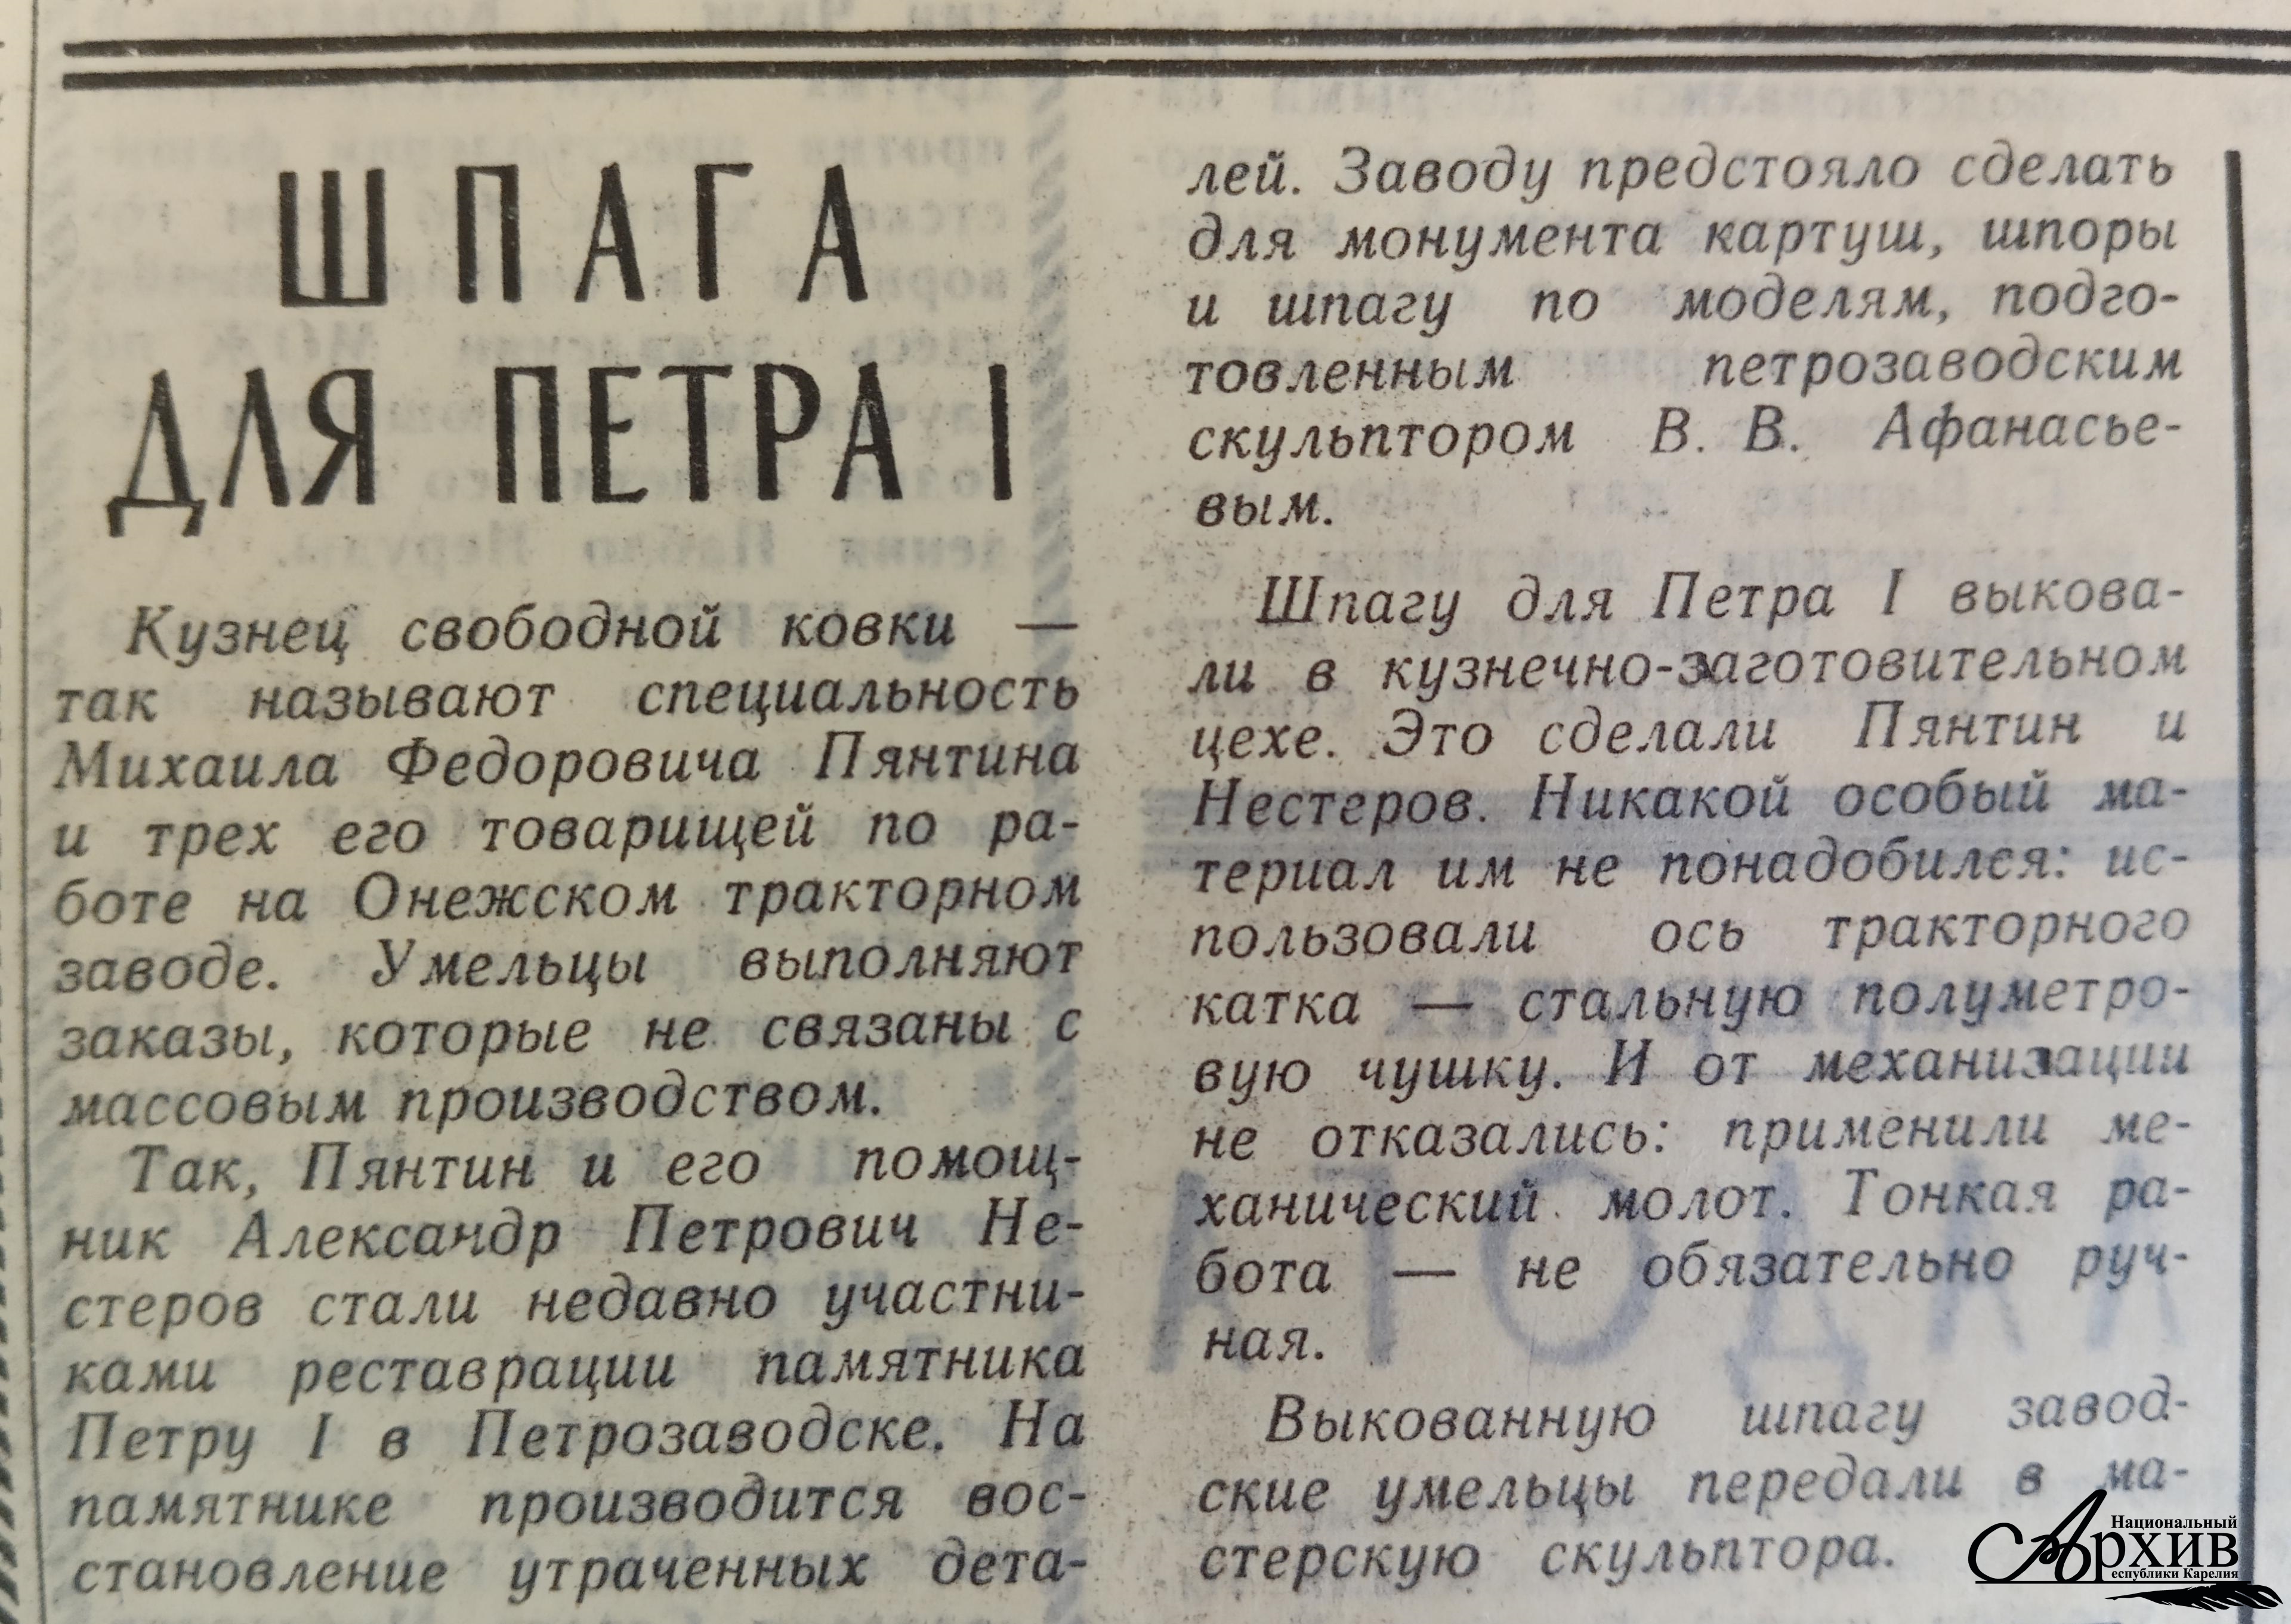 ШПАГА
ДЛЯ ПЕТРА I
Кузнец свободной ковки —
так называют специальность
Михаила Федоровича Пянтина
и трех его товарищей по ра-
боте на Онежском тракторном
заводе. Умельцы выполняют
заказы, которые не связаны с
массовым производством.
Так, Пянтин и его помощ-
ник Александр Петрович Не-
стеров стали недавно участни-
ками реставрации памятника
Петру I в Петрозаводске. На
памятнике производится вос-
становление утраченных дета-
лей. Заводу предстояло сделать
для монумента картуш, шпоры
и шпагу по моделям, подго-
товленным петрозаводским
скульптором В. В. Афанасье-
вым.
Шпагу для Петра I выкова-
ли в кузнечно-заготовительном
цехе. Это сделали Пянтин и
Нестеров. Никакой особый ма-
териал им не понадобился: ис-
пользовали ось тракторного
катка — стальную полуметро-
вую чушку. И от механизации
не отказались: применили ме-
ханический молот. Тонкая ра-
бота — не обязательно руч-
ная.
Выкованную шпагу завод-
ские умельцы передали в ма-
стерскую скульптора.
Национальный
Архив
Республики Карелия